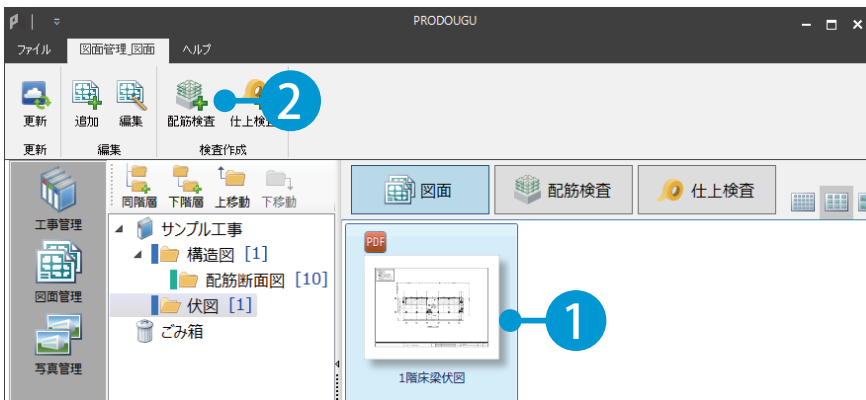 PRODOUGU
ファイル 図面管理_図面 ヘルプ
2
更新 追加 編集 配筋検査 仕上検査
更新 編集 検査作成
同階層 下階層 上移動 下移動
図面 配筋検査 仕上検査
工事管理
図面管理
写真管理
サンプル工事
構造図 [1]
配筋断面図 [10]
伏図 [1]
ごみ箱
PDF
1
1階床梁伏図